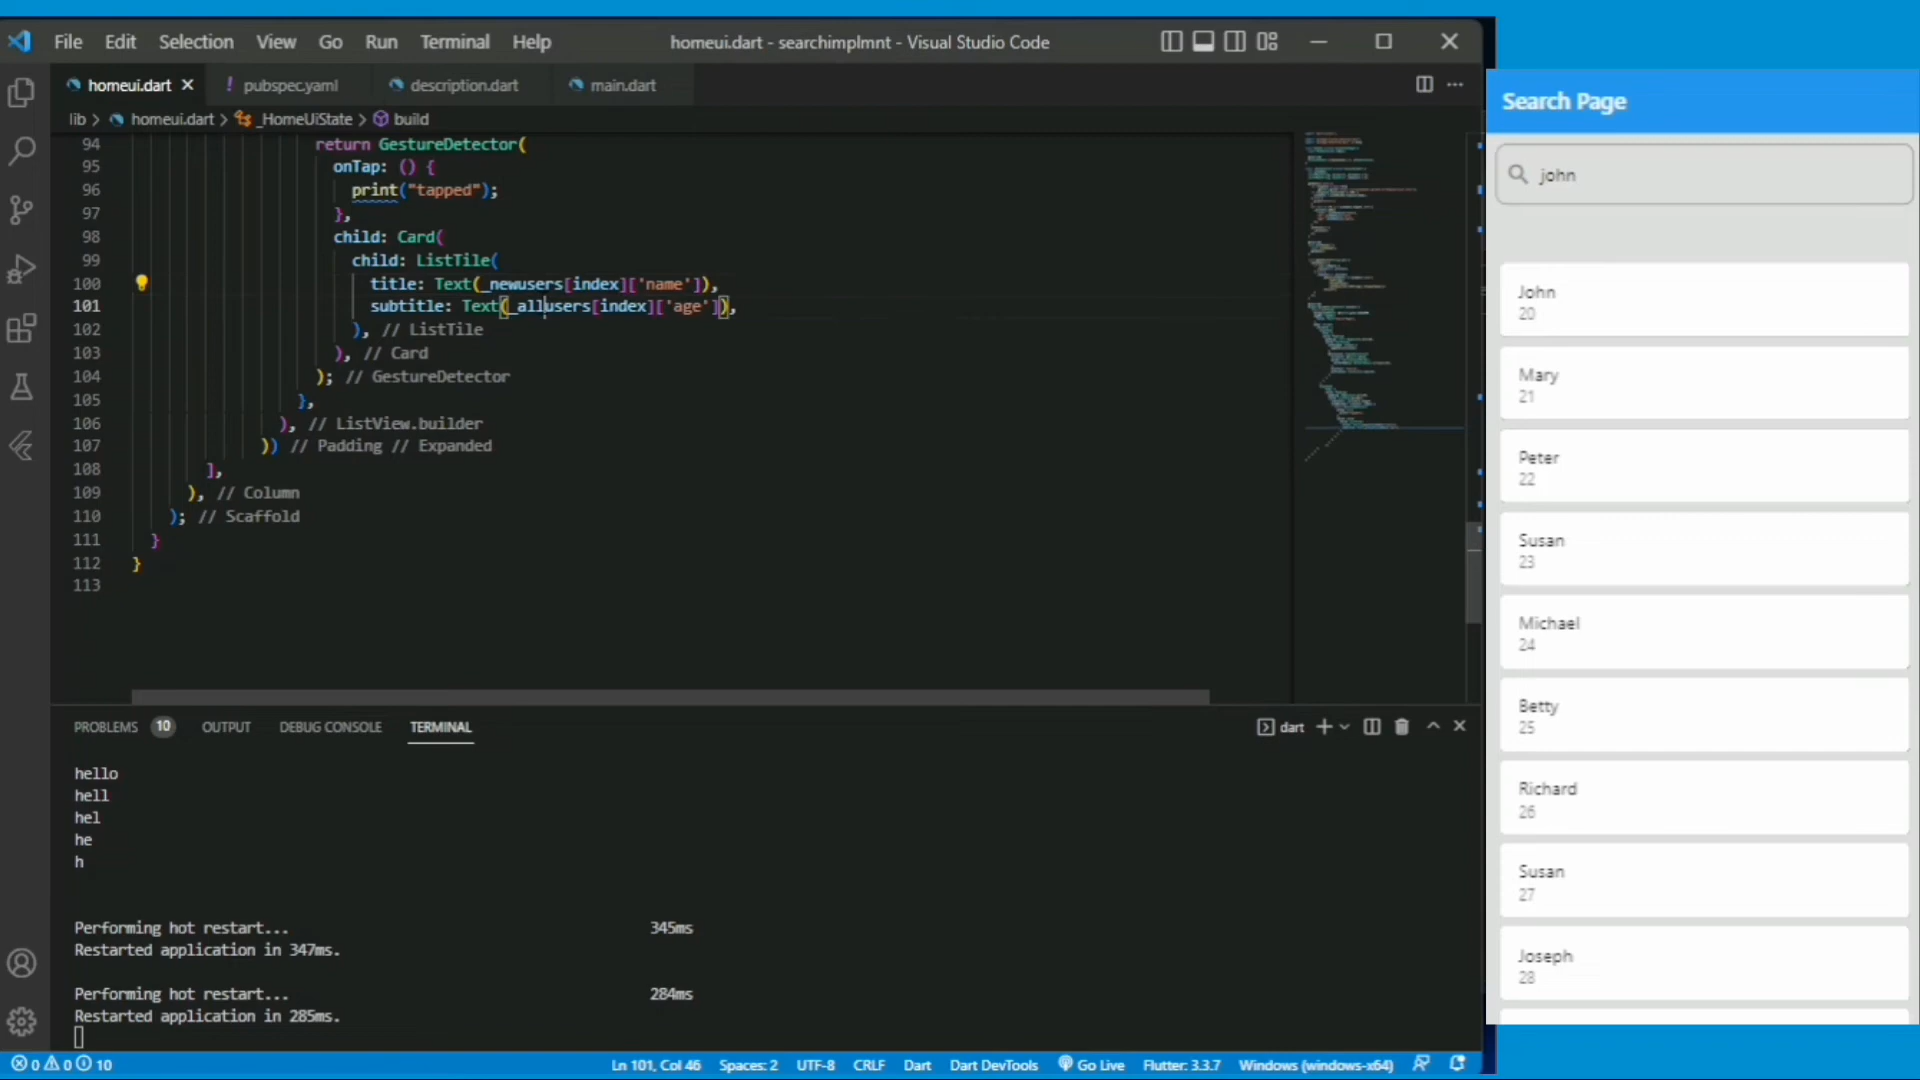 File Edit Selection View Go Run Terminal Help
homeui.dart - searchimplmnt - Visual Studio Code
homeui.dart
pubspec.yaml
description.dart
main.dart
lib > homeui.dart > _HomeUiState > build
94 return GestureDetector(
95 onTap: () {
96 print("tapped");
97 },
98 child: Card(
99 child: ListTile(
100 title: Text(_newusers[index]['name']),
101 subtitle: Text(_allusers[index]['age']),
102 ), // ListTile
103 ), // Card
104 ); // GestureDetector
105 },
106 ), // ListView.builder
107 )) // Padding // Expanded
108 ],
109 ), // Column
110 ); // Scaffold
111 }
112 }
113
PROBLEMS 10 OUTPUT DEBUG CONSOLE TERMINAL
dart
hello
hell
hel
he
h
Performing hot restart... 345ms
Restarted application in 347ms.
Performing hot restart... 284ms
Restarted application in 285ms.
0 0 10
Ln 101, Col 46 Spaces: 2 UTF-8 CRLF Dart Dart DevTools Go Live Flutter: 3.3.7 Windows (windows-x64)
Search Page
john
John
20
Mary
21
Peter
22
Susan
23
Michael
24
Betty
25
Richard
26
Susan
27
Joseph
28